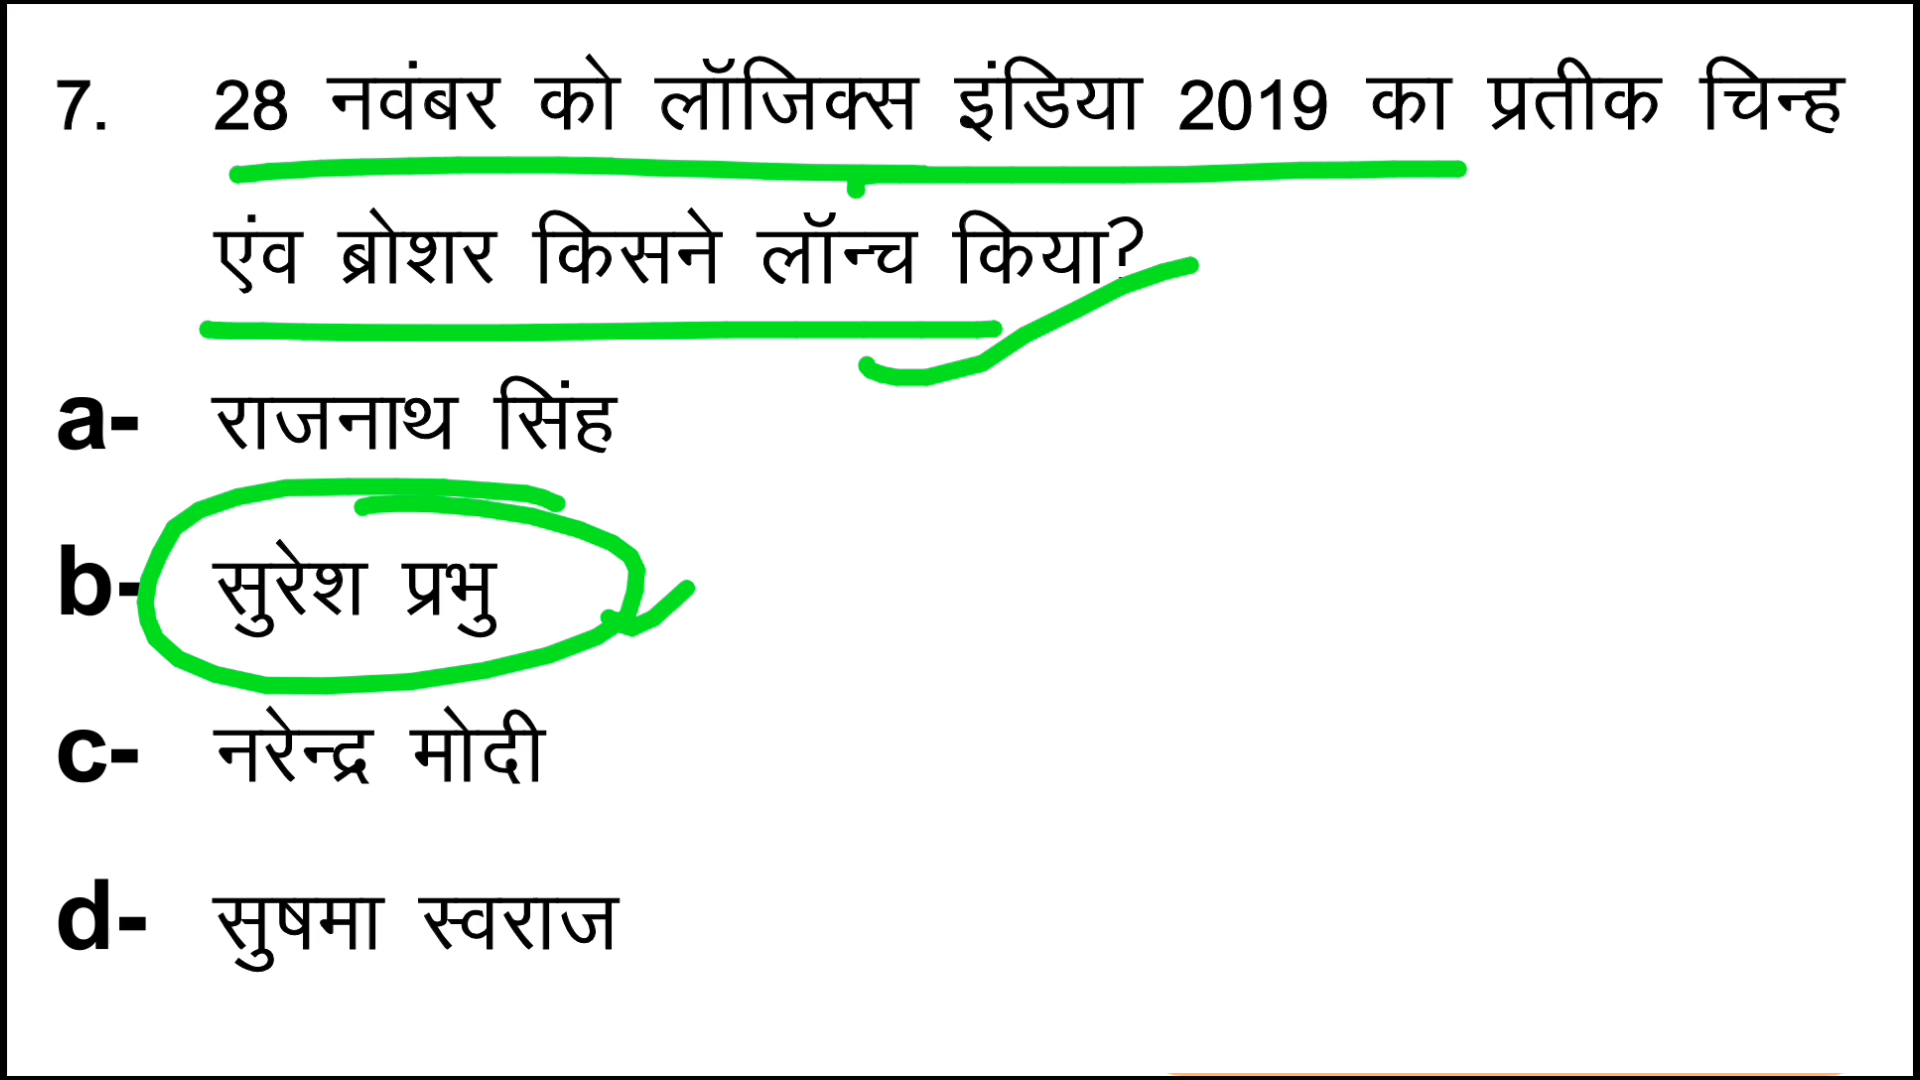 7. 28 नवंबर को लॉजिक्स इंडिया 2019 का प्रतीक चिन्ह
एंव ब्रोशर किसने लॉन्च किया?
a- राजनाथ सिंह
b- सुरेश प्रभु
c- नरेन्द्र मोदी
d- सुषमा स्वराज